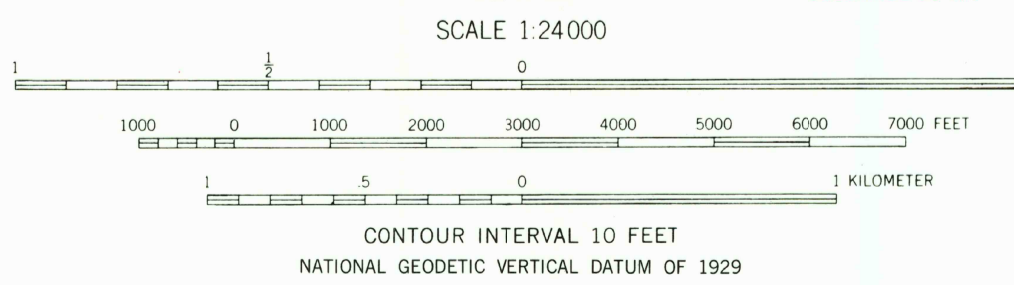 SCALE 1:24000
1 1/2 0
1000 0 1000 2000 3000 4000 5000 6000 7000 FEET
1 .5 0 1 KILOMETER
CONTOUR INTERVAL 10 FEET
NATIONAL GEODETIC VERTICAL DATUM OF 1929